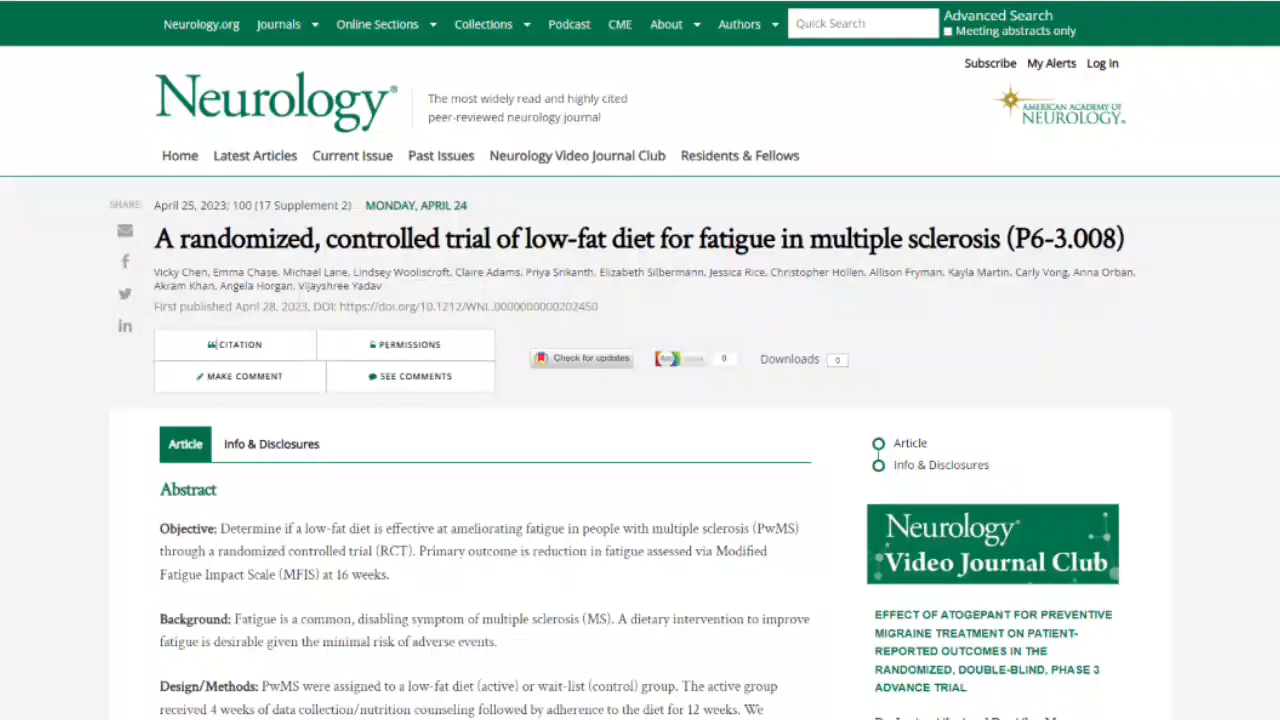 Neurology.org Journals Online Sections Collections Podcast CME About Authors Quick Search Advanced Search
Meeting abstracts only
Subscribe My Alerts Log in
Neurology®
The most widely read and highly cited
peer-reviewed neurology journal
AMERICAN ACADEMY OF
NEUROLOGY.
Home Latest Articles Current Issue Past Issues Neurology Video Journal Club Residents & Fellows
SHARE
April 25, 2023; 100 (17 Supplement 2) MONDAY, APRIL 24
A randomized, controlled trial of low-fat diet for fatigue in multiple sclerosis (P6-3.008)
Vicky Chen, Emma Chase, Michael Lane, Lindsey Wooliscroft, Claire Adams, Priya Srikanth, Elizabeth Silbermann, Jessica Rice, Christopher Hollen, Allison Fryman, Kayla Martin, Carly Vong, Anna Orban,
Akram Khan, Angela Horgan, Vijayshree Yadav
First published April 28, 2023, DOI: https://doi.org/10.1212/WNL.0000000000202450
CITATION PERMISSIONS
MAKE COMMENT SEE COMMENTS
Check for updates
0
Downloads 0
Article Info & Disclosures
Abstract
Objective: Determine if a low-fat diet is effective at ameliorating fatigue in people with multiple sclerosis (PwMS)
through a randomized controlled trial (RCT). Primary outcome is reduction in fatigue assessed via Modified
Fatigue Impact Scale (MFIS) at 16 weeks.
Background: Fatigue is a common, disabling symptom of multiple sclerosis (MS). A dietary intervention to improve
fatigue is desirable given the minimal risk of adverse events.
Design/Methods: PwMS were assigned to a low-fat diet (active) or wait-list (control) group. The active group
received 4 weeks of data collection/nutrition counseling followed by adherence to the diet for 12 weeks. We
Article
Info & Disclosures
Neurology®
Video Journal Club
EFFECT OF ATOGEPANT FOR PREVENTIVE
MIGRAINE TREATMENT ON PATIENT-
REPORTED OUTCOMES IN THE
RANDOMIZED, DOUBLE-BLIND, PHASE 3
ADVANCE TRIAL